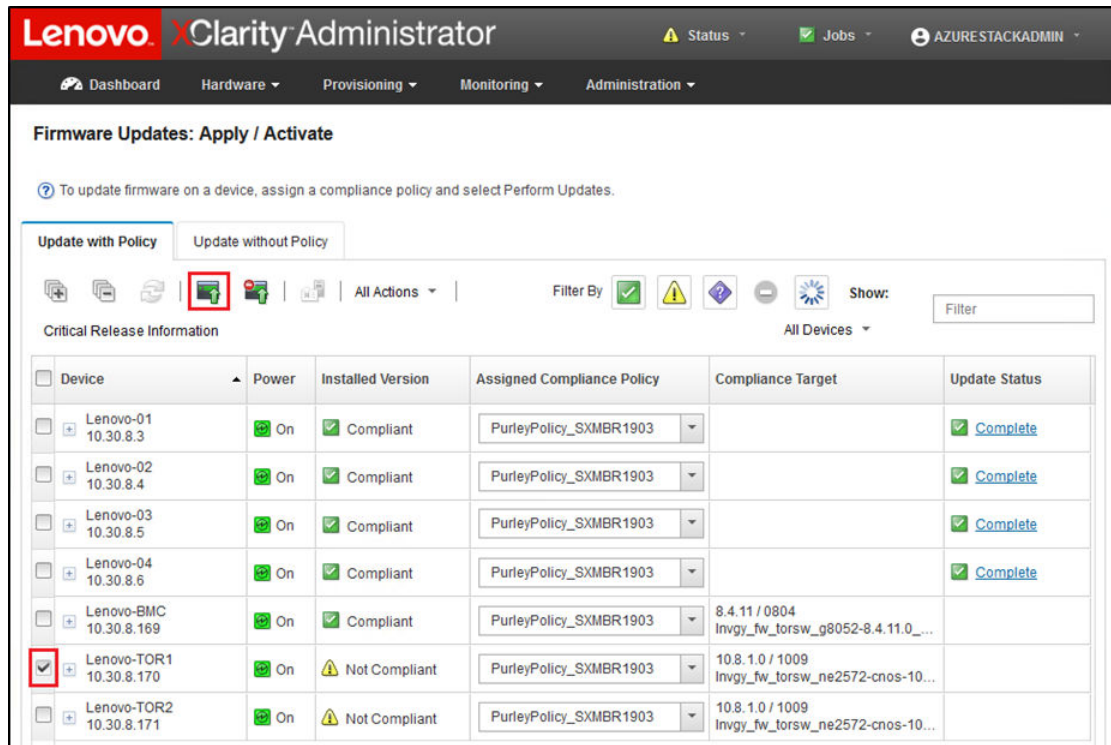 Lenovo. XClarity Administrator
Status
Jobs
AZURESTACKADMIN
Dashboard
Hardware
Provisioning
Monitoring
Administration
Firmware Updates: Apply / Activate
? To update firmware on a device, assign a compliance policy and select Perform Updates.
Update with Policy
Update without Policy
All Actions
Filter By
Show:
Filter
Critical Release Information
All Devices
Device Power Installed Version Assigned Compliance Policy Compliance Target Update Status
Lenovo-01
10.30.8.3
On Compliant PurleyPolicy_SXMBR1903 Complete
Lenovo-02
10.30.8.4
On Compliant PurleyPolicy_SXMBR1903 Complete
Lenovo-03
10.30.8.5
On Compliant PurleyPolicy_SXMBR1903 Complete
Lenovo-04
10.30.8.6
On Compliant PurleyPolicy_SXMBR1903 Complete
Lenovo-BMC
10.30.8.169
On Compliant PurleyPolicy_SXMBR1903
8.4.11 / 0804
lnvgy_fw_torsw_g8052-8.4.11.0_...
Lenovo-TOR1
10.30.8.170
On Not Compliant PurleyPolicy_SXMBR1903
10.8.1.0 / 1009
lnvgy_fw_torsw_ne2572-cnos-10...
Lenovo-TOR2
10.30.8.171
On Not Compliant PurleyPolicy_SXMBR1903
10.8.1.0 / 1009
lnvgy_fw_torsw_ne2572-cnos-10...